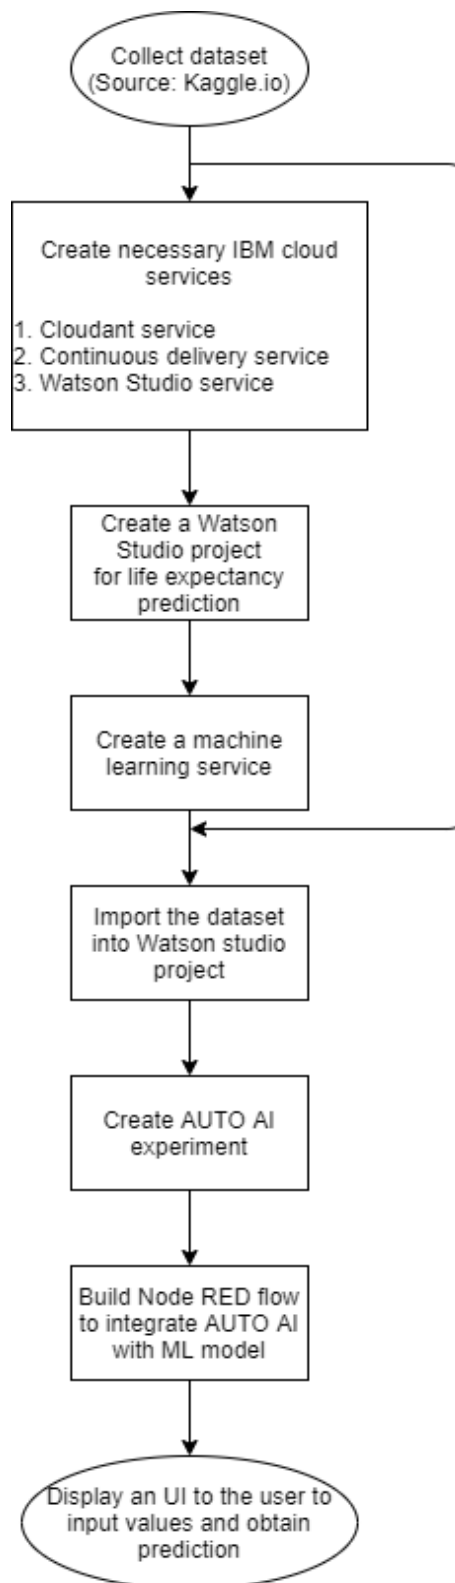 Collect dataset
(Source: Kaggle.io)
Create necessary IBM cloud
services
1. Cloudant service
2. Continuous delivery service
3. Watson Studio service
Create a Watson
Studio project
for life expectancy
prediction
Create a machine
learning service
Import the dataset
into Watson studio
project
Create AUTO AI
experiment
Build Node RED flow
to integrate AUTO AI
with ML model
Display an UI to the user to
input values and obtain
prediction